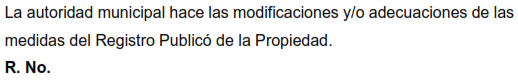 La autoridad municipal hace las modificaciones y/o adecuaciones de las
medidas del Registro Publicó de la Propiedad.
R. No.